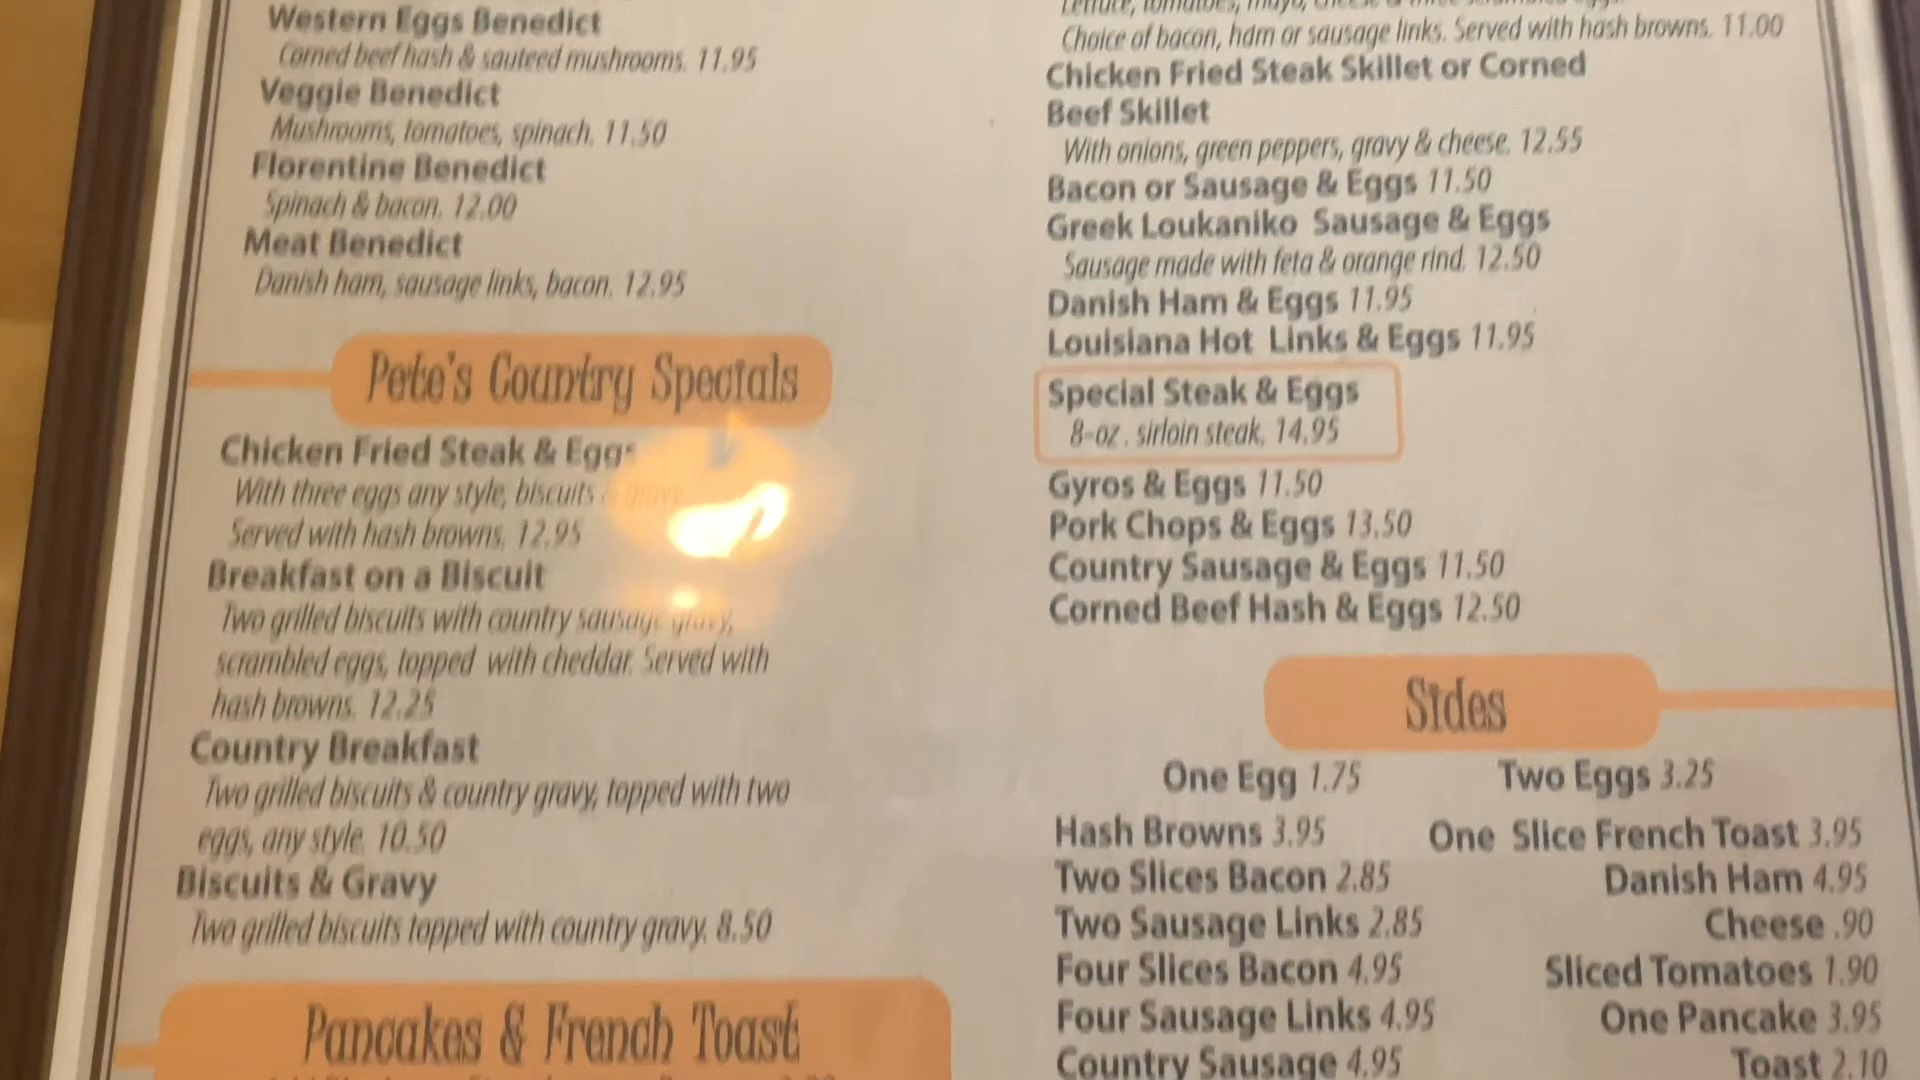 Western Eggs Benedict
Corned beef hash & sauteed mushrooms. 11.95
Veggie Benedict
Mushrooms, tomatoes, spinach. 11.50
Florentine Benedict
Spinach & bacon. 12.00
Meat Benedict
Danish ham, sausage links, bacon. 12.95
Pete's Country Specials
Chicken Fried Steak & Eggs
With three eggs any style, biscuits & gravy
Served with hash browns. 12.95
Breakfast on a Biscuit
Two grilled biscuits with country sausage gravy,
scrambled eggs, topped with cheddar. Served with
hash browns. 12.25
Country Breakfast
Two grilled biscuits & country gravy, topped with two
eggs, any style. 10.50
Biscuits & Gravy
Two grilled biscuits topped with country gravy. 8.50
Pancakes & French Toast
Lettuce, tomatoes, mayo, cheese &
Choice of bacon, ham or sausage links. Served with hash browns. 11.00
Chicken Fried Steak Skillet or Corned
Beef Skillet
With onions, green peppers, gravy & cheese. 12.55
Bacon or Sausage & Eggs 11.50
Greek Loukaniko Sausage & Eggs
Sausage made with feta & orange rind. 12.50
Danish Ham & Eggs 11.95
Louisiana Hot Links & Eggs 11.95
Special Steak & Eggs
8-oz. sirloin steak. 14.95
Gyros & Eggs 11.50
Pork Chops & Eggs 13.50
Country Sausage & Eggs 11.50
Corned Beef Hash & Eggs 12.50
Sides
One Egg 1.75 Two Eggs 3.25
Hash Browns 3.95 One Slice French Toast 3.95
Two Slices Bacon 2.85 Danish Ham 4.95
Two Sausage Links 2.85 Cheese .90
Four Slices Bacon 4.95 Sliced Tomatoes 1.90
Four Sausage Links 4.95 One Pancake 3.95
Country Sausage 4.95 Toast 2.10